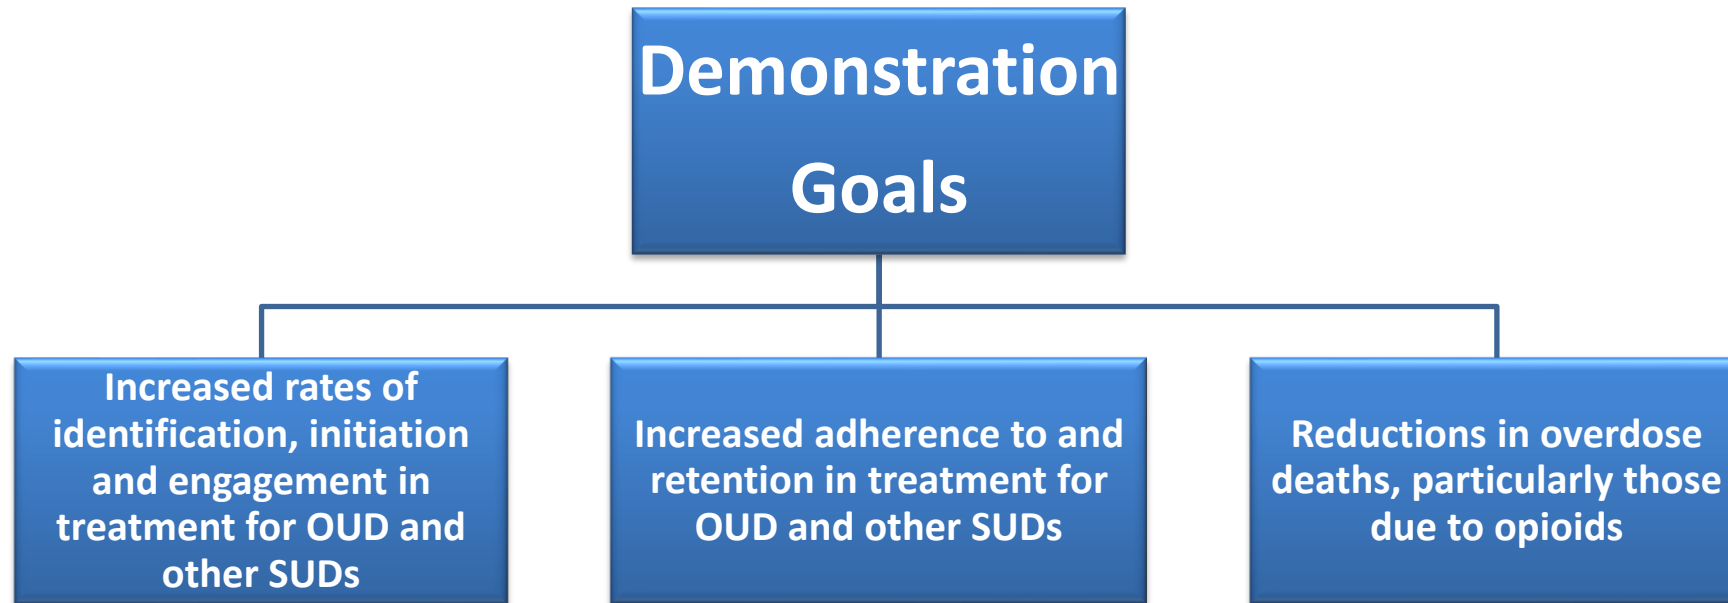 Demonstration
Goals
Increased rates of
identification, initiation
and engagement in
treatment for OUD and
other SUDs
Increased adherence to and
retention in treatment for
OUD and other SUDs
Reductions in overdose
deaths, particularly those
due to opioids